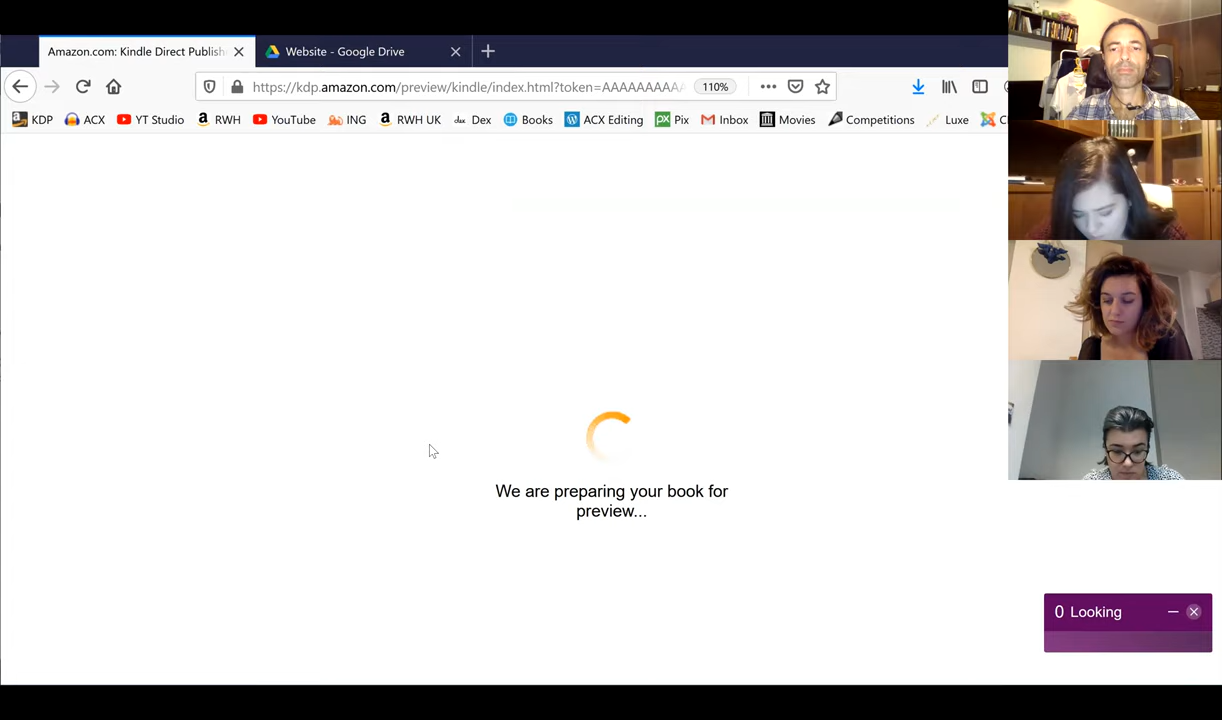 Amazon.com: Kindle Direct Publish
Website - Google Drive
https://kdp.amazon.com/preview/kindle/index.html?token=AAAAAAAAAA
110%
KDP ACX YT Studio RWH YouTube ING RWH UK Dex Books ACX Editing Pix Inbox Movies Competitions Luxe
We are preparing your book for
preview...
0 Looking